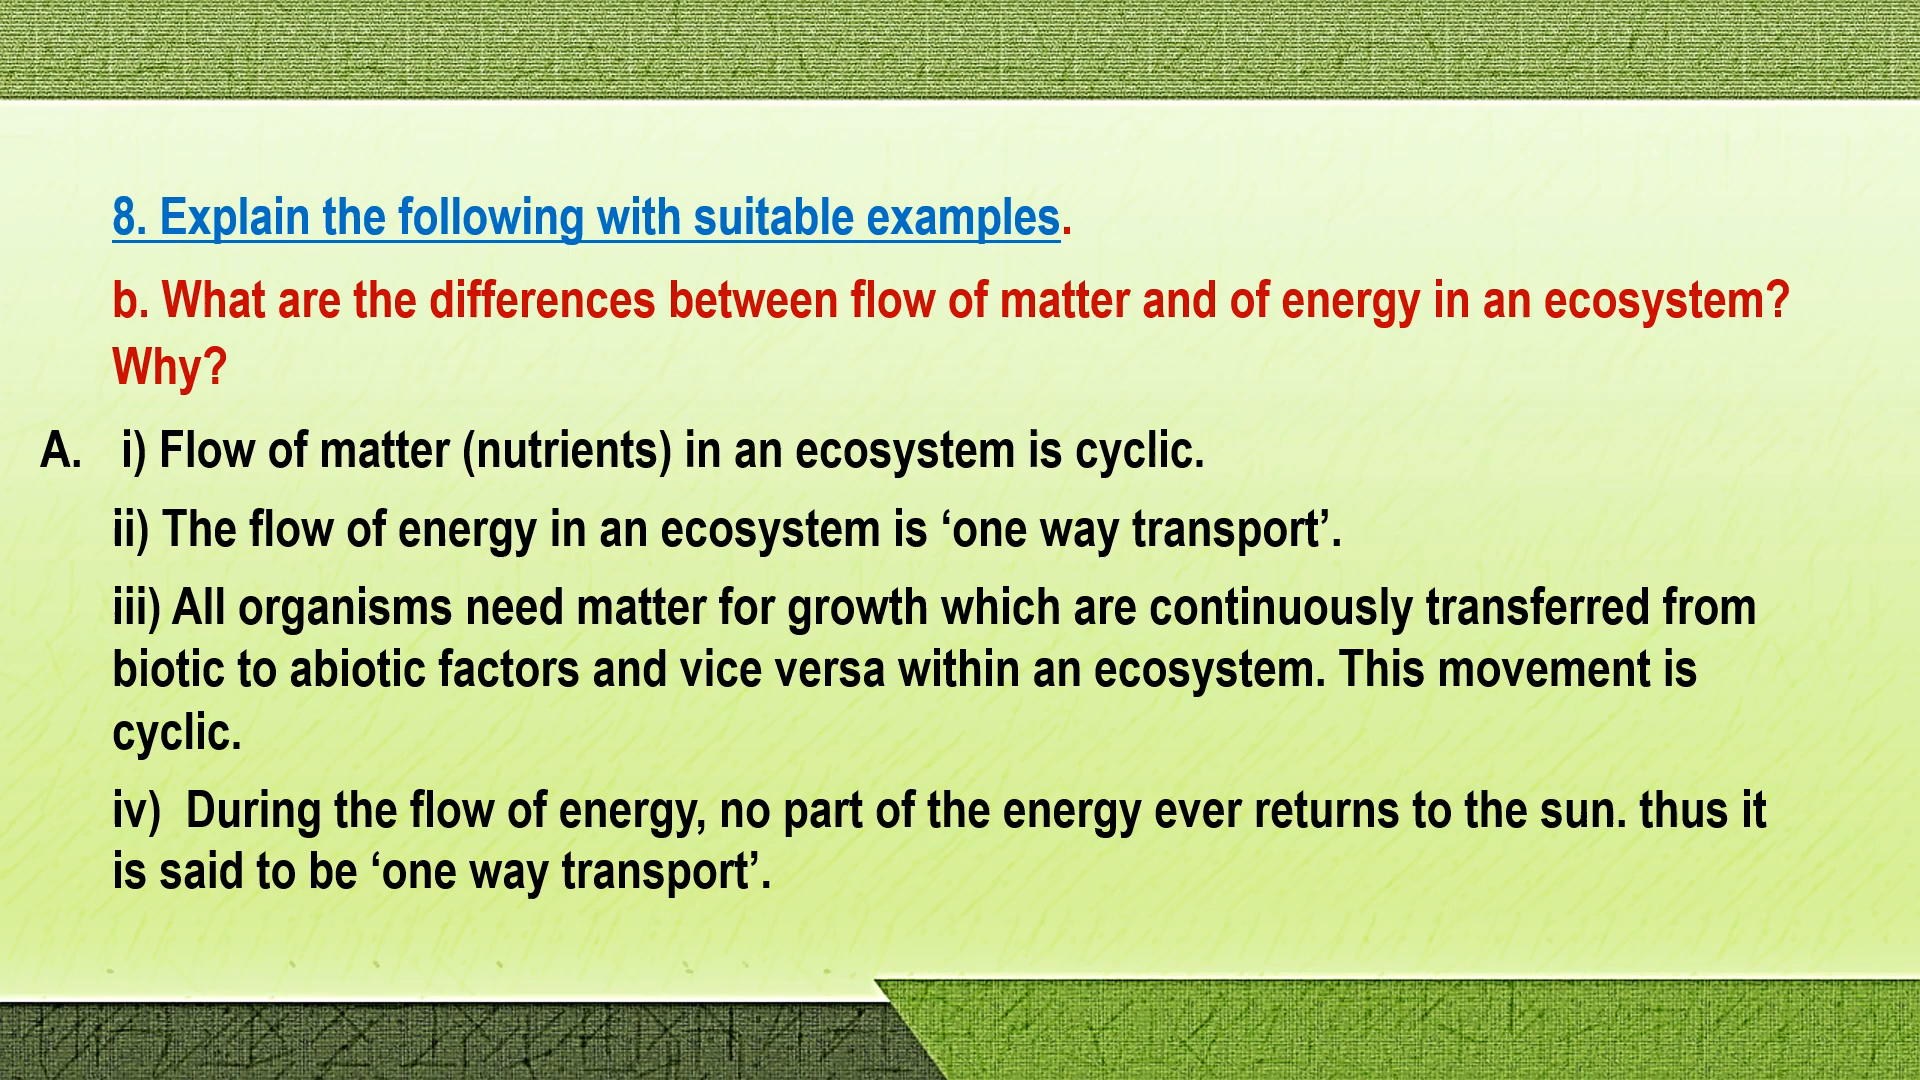 8. Explain the following with suitable examples.
b. What are the differences between flow of matter and of energy in an ecosystem?
Why?
A. i) Flow of matter (nutrients) in an ecosystem is cyclic.
ii) The flow of energy in an ecosystem is ‘one way transport’.
iii) All organisms need matter for growth which are continuously transferred from
biotic to abiotic factors and vice versa within an ecosystem. This movement is
cyclic.
iv)  During the flow of energy, no part of the energy ever returns to the sun. thus it
is said to be ‘one way transport’.